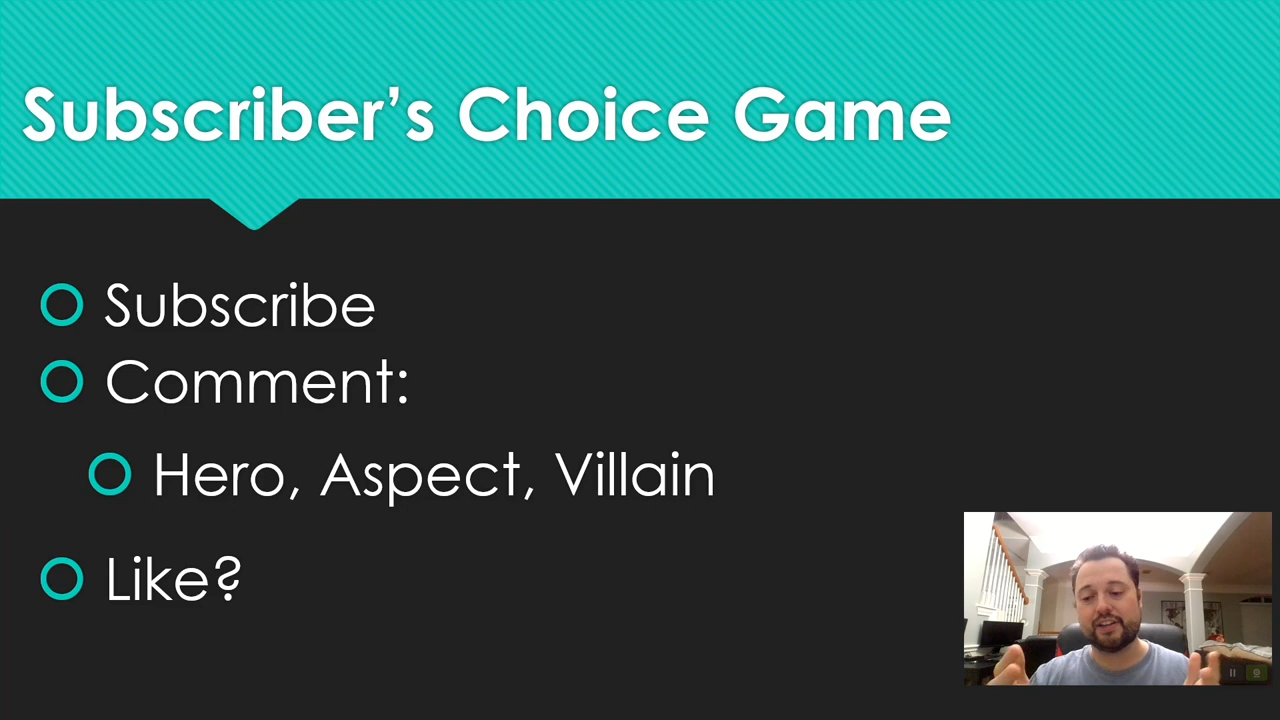 Subscriber’s Choice Game
Subscribe
Comment:
Hero, Aspect, Villain
Like?